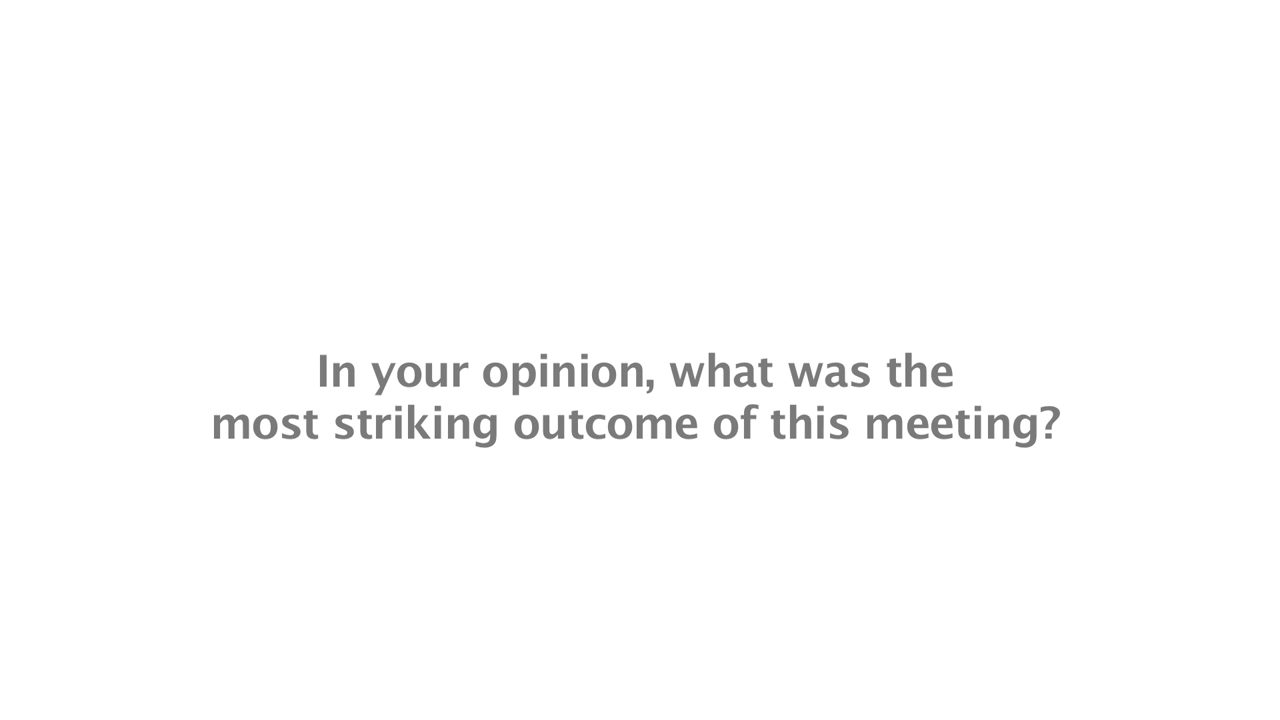 In your opinion, what was the
most striking outcome of this meeting?